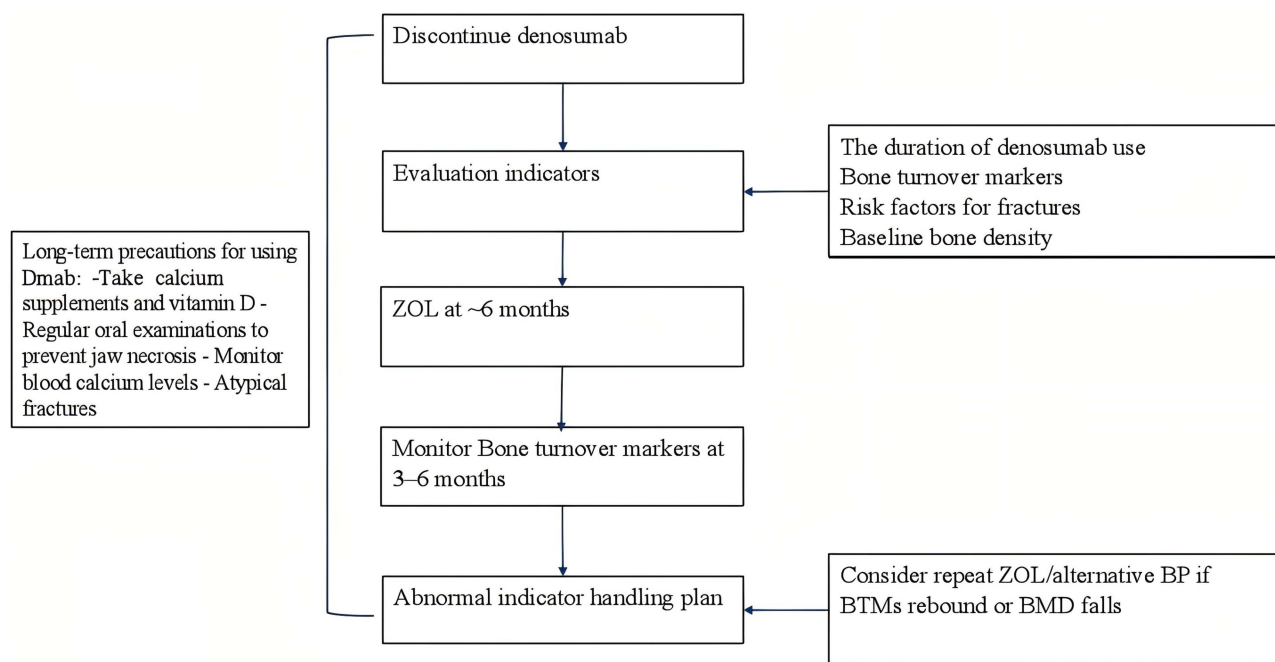 Discontinue denosumab
Evaluation indicators
The duration of denosumab use
Bone turnover markers
Risk factors for fractures
Baseline bone density
Long-term precautions for using
Dmab: -Take calcium
supplements and vitamin D -
Regular oral examinations to
prevent jaw necrosis - Monitor
blood calcium levels - Atypical
fractures
ZOL at ~6 months
Monitor Bone turnover markers at
3–6 months
Abnormal indicator handling plan
Consider repeat ZOL/alternative BP if
BTMs rebound or BMD falls